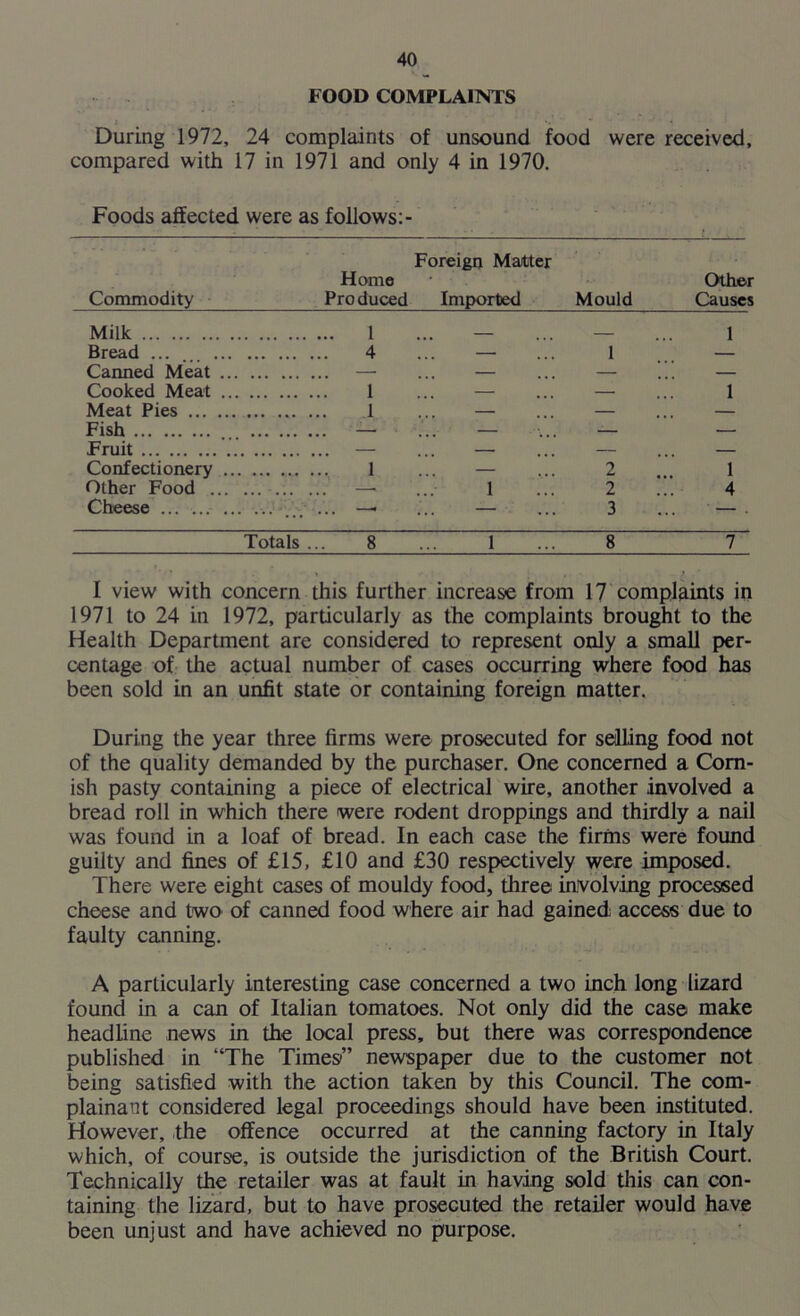 40
FOOD COMPLAINTS
During 1972, 24 complaints of unsound food were received,
compared with 17 in 1971 and only 4 in 1970.
Foods affected were as follows:-
Foreign Matter
Home Other
Commodity Produced Imported Mould Causes
Milk ... ... ... ... ... ... ... 1 ... — ... — ... 1
Bread ... ... ... ... ... ... 4 ... — ... 1 ... —
Canned Meat ... ... ... ... — ... — ... — ... —
Cooked Meat ... ... ... ... 1 ... — ... — ... 1
Meat Pies ... ... ... ... ... 1 ... — ... — ... —
Fish ... ... ... ... ... ... ... — ... — ... — —
Fruit ... ... ... ... ... ... ... — ... — ... — ... —
Confectionery ... ... ... ... 1 ... — ... 2 ... 1
Other Food ... ... ... ... — ... 1 ... 2 ... 4
Cheese ... ... ... ... ... ... — ... — ... 3 ... —
Totals ... 8 ... 1 ... 8 7
I view with concern this further increase from 17 complaints in
1971 to 24 in 1972, particularly as the complaints brought to the
Health Department are considered to represent only a small per-
centage of the actual number of cases occurring where food has
been sold in an unfit state or containing foreign matter.
During the year three firms were prosecuted for selling food not
of the quality demanded by the purchaser. One concerned a Corn-
ish pasty containing a piece of electrical wire, another involved a
bread roll in which there were rodent droppings and thirdly a nail
was found in a loaf of bread. In each case the firms were found
guilty and fines of £15, £10 and £30 respectively were imposed.
There were eight cases of mouldy food, three involving processed
cheese and two of canned food where air had gained access due to
faulty canning.
A particularly interesting case concerned a two inch long lizard
found in a can of Italian tomatoes. Not only did the case make
headline news in the local press, but there was correspondence
published in “The Times” newspaper due to the customer not
being satisfied with the action taken by this Council. The com-
plainant considered legal proceedings should have been instituted.
However, the offence occurred at the canning factory in Italy
which, of course, is outside the jurisdiction of the British Court.
Technically the retailer was at fault in having sold this can con-
taining the lizard, but to have prosecuted the retailer would have
been unjust and have achieved no purpose.